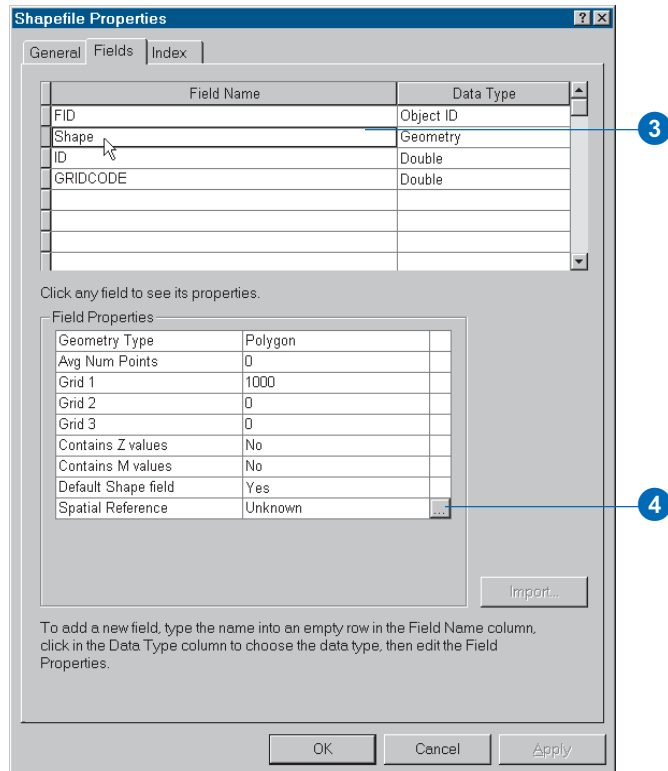 Shapefile Properties
General Fields Index
Field Name Data Type
FID Object ID
Shape Geometry
3
ID Double
GRIDCODE Double
Click any field to see its properties.
Field Properties
Geometry Type Polygon
Avg Num Points 0
Grid 1 1000
Grid 2 0
Grid 3 0
Contains Z values No
Contains M values No
Default Shape field Yes
Spatial Reference Unknown ...
4
Import...
To add a new field, type the name into an empty row in the Field Name column,
click in the Data Type column to choose the data type, then edit the Field
Properties.
OK Cancel Apply